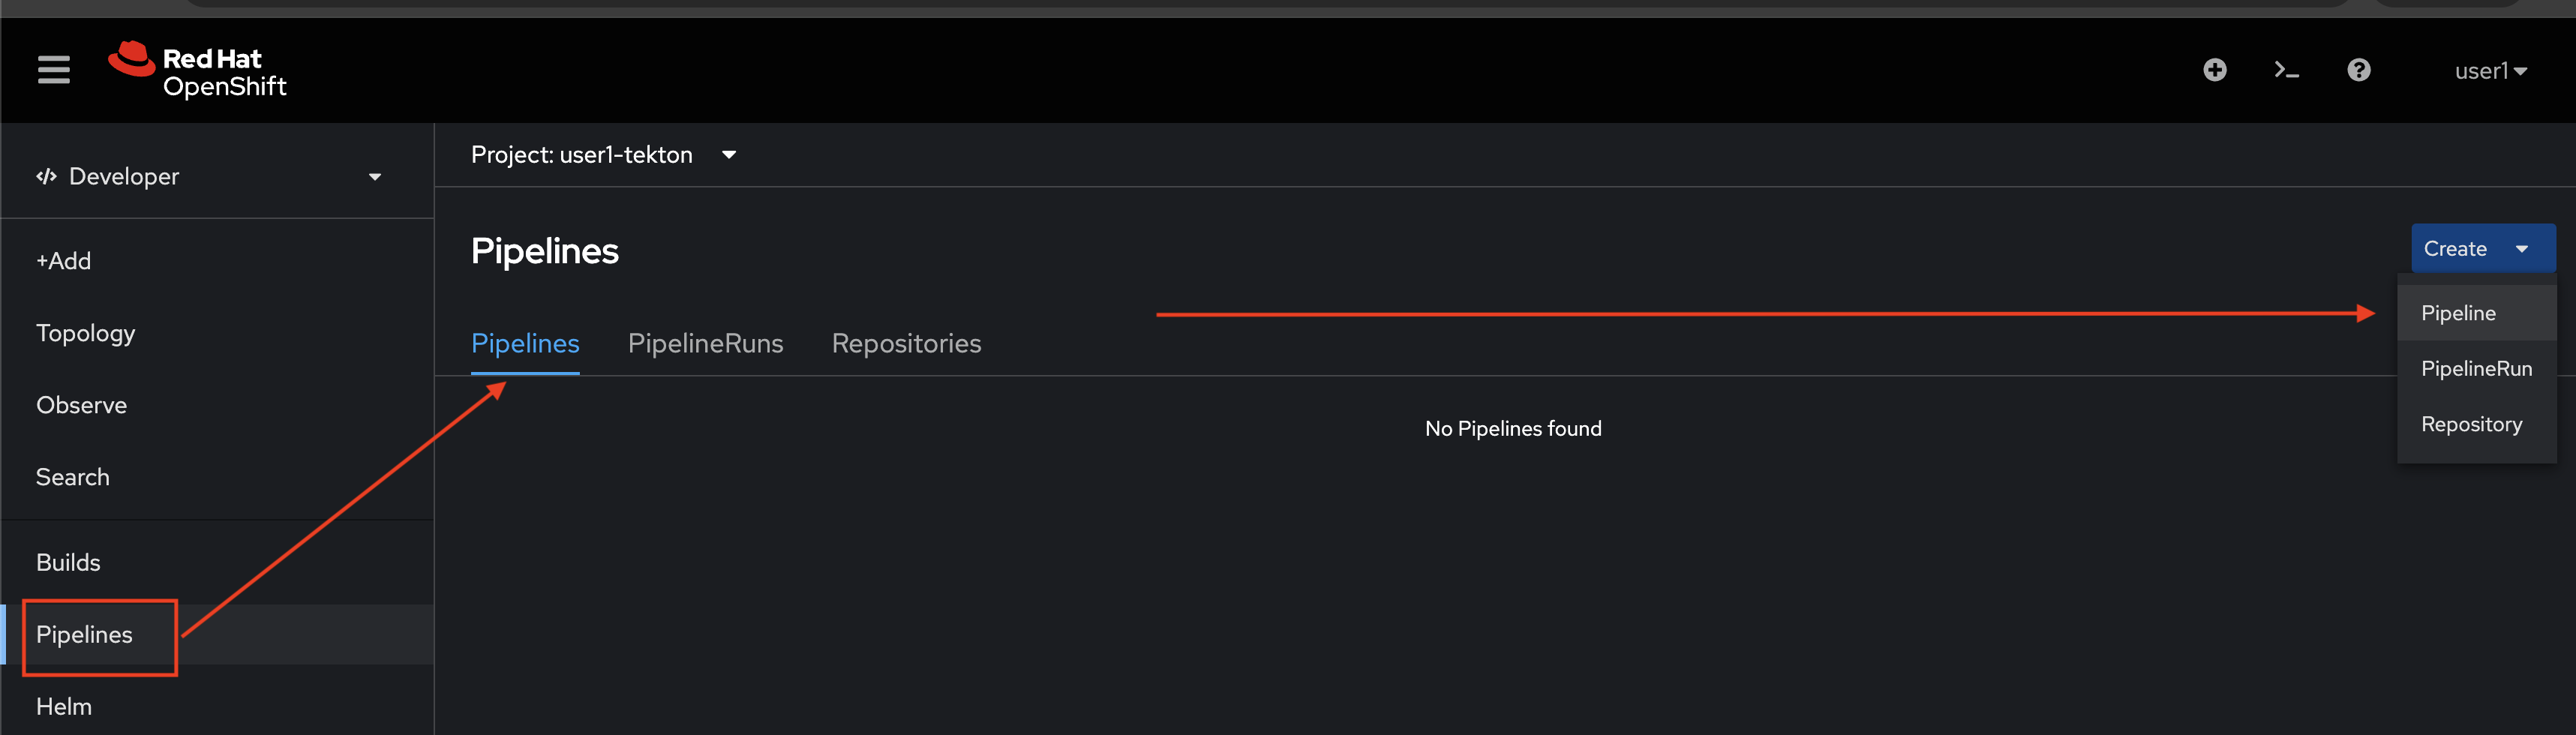 Red Hat
OpenShift
user1
Developer
Project: user1-tekton
+Add
Topology
Observe
Search
Builds
Pipelines
Helm
Pipelines
Create
Pipeline
PipelineRun
Repository
Pipelines PipelineRuns Repositories
No Pipelines found